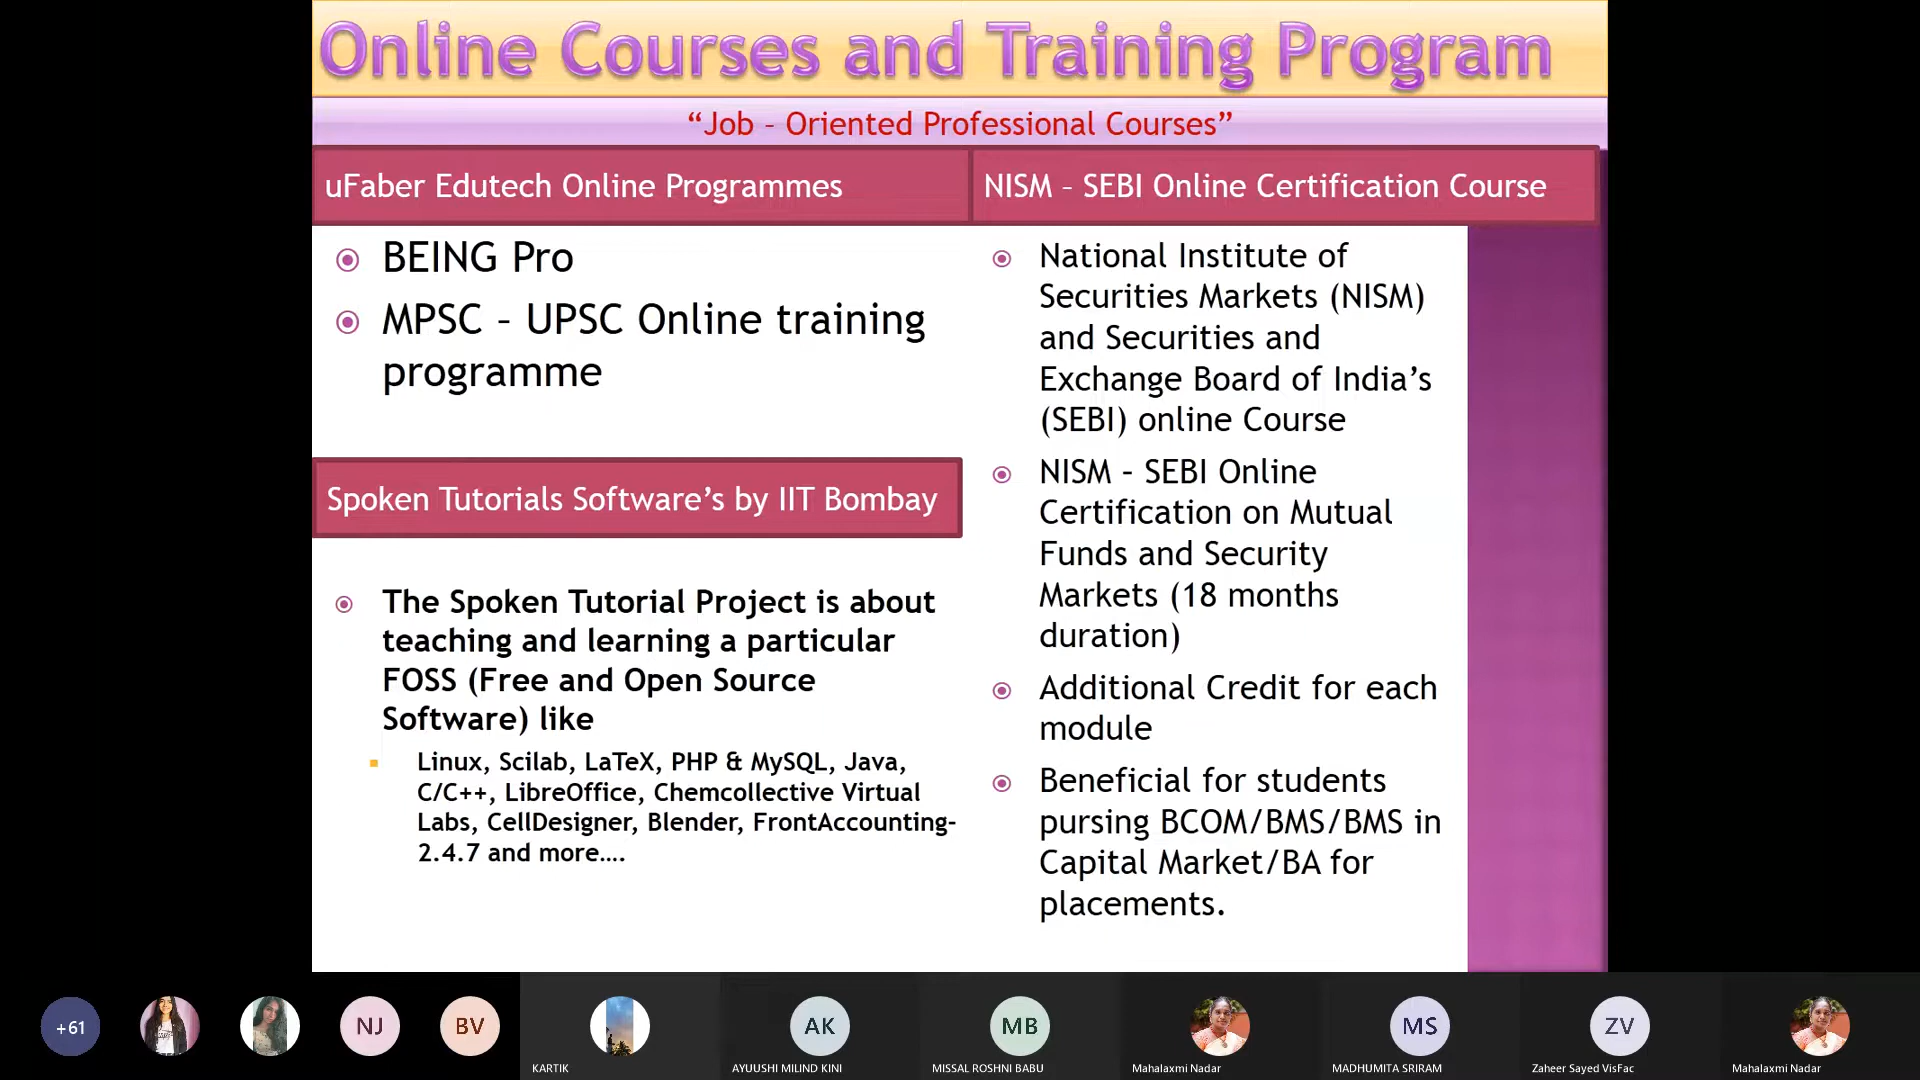 Online Courses and Training Program
“Job – Oriented Professional Courses”
uFaber Edutech Online Programmes
BEING Pro
MPSC – UPSC Online training
programme
Spoken Tutorials Software’s by IIT Bombay
The Spoken Tutorial Project is about
teaching and learning a particular
FOSS (Free and Open Source
Software) like
Linux, Scilab, LaTeX, PHP & MySQL, Java,
C/C++, LibreOffice, Chemcollective Virtual
Labs, CellDesigner, Blender, FrontAccounting-
2.4.7 and more….
NISM – SEBI Online Certification Course
National Institute of
Securities Markets (NISM)
and Securities and
Exchange Board of India’s
(SEBI) online Course
NISM – SEBI Online
Certification on Mutual
Funds and Security
Markets (18 months
duration)
Additional Credit for each
module
Beneficial for students
pursing BCOM/BMS/BMS in
Capital Market/BA for
placements.
+61
NJ
BV
KARTIK
AK
AYUUSHI MILIND KINI
MB
MISSAL ROSHNI BABU
Mahalaxmi Nadar
MS
MADHUMITA SRIRAM
ZV
Zaheer Sayed VisFac
Mahalaxmi Nadar